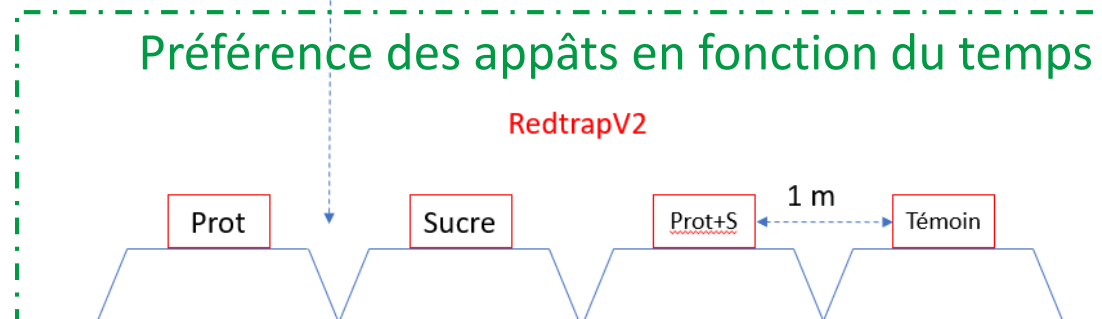 Préférence des appâts en fonction du temps
RedtrapV2
1 m
Prot
Sucre
Prot+S
Témoin